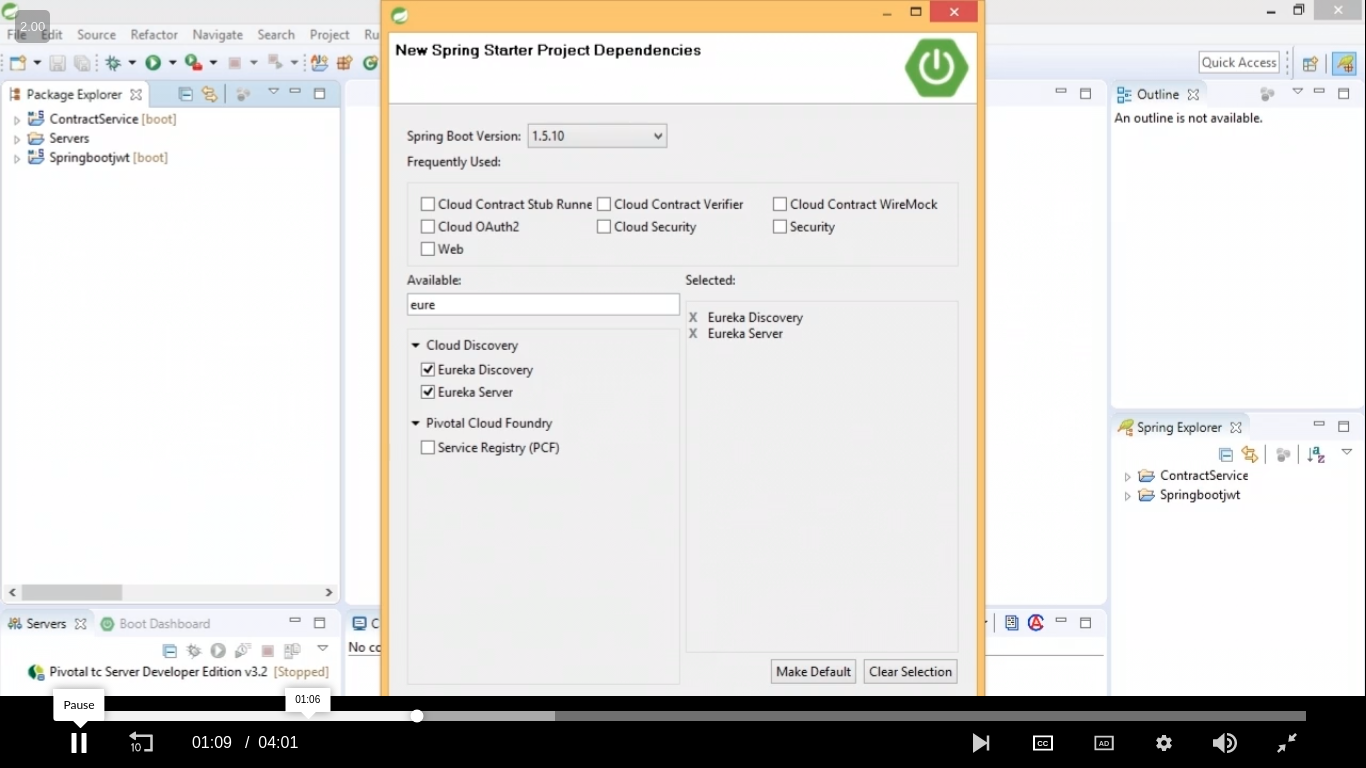 2.00
File Edit Source Refactor Navigate Search Project Ru
New Spring Starter Project Dependencies
Quick Access
Package Explorer
ContractService [boot]
Servers
Springbootjwt [boot]
Spring Boot Version: 1.5.10
Frequently Used:
Cloud Contract Stub Runne Cloud Contract Verifier Cloud Contract WireMock
Cloud OAuth2 Cloud Security Security
Web
Available: Selected:
eure
Eureka Discovery
Eureka Server
Cloud Discovery
Eureka Discovery
Eureka Server
Pivotal Cloud Foundry
Service Registry (PCF)
Make Default Clear Selection
Outline
An outline is not available.
Spring Explorer
ContractService
Springbootjwt
Servers Boot Dashboard
Pivotal tc Server Developer Edition v3.2 [Stopped]
C
No co
Pause
01:06
10
01:09 / 04:01
CC
AD